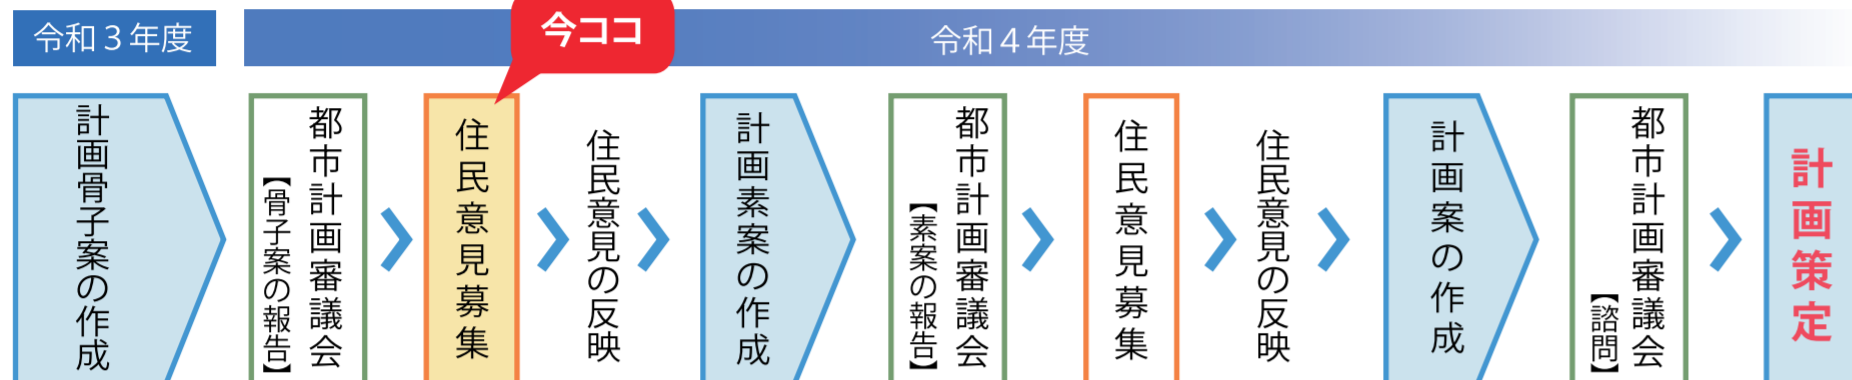 令和３年度
今ココ
令和４年度
計画骨子案の作成
都市計画審議会
【骨子案の報告】
住民意見募集
住民意見の反映
計画素案の作成
都市計画審議会
【素案の報告】
住民意見募集
住民意見の反映
計画案の作成
都市計画審議会
【諮問】
計画策定